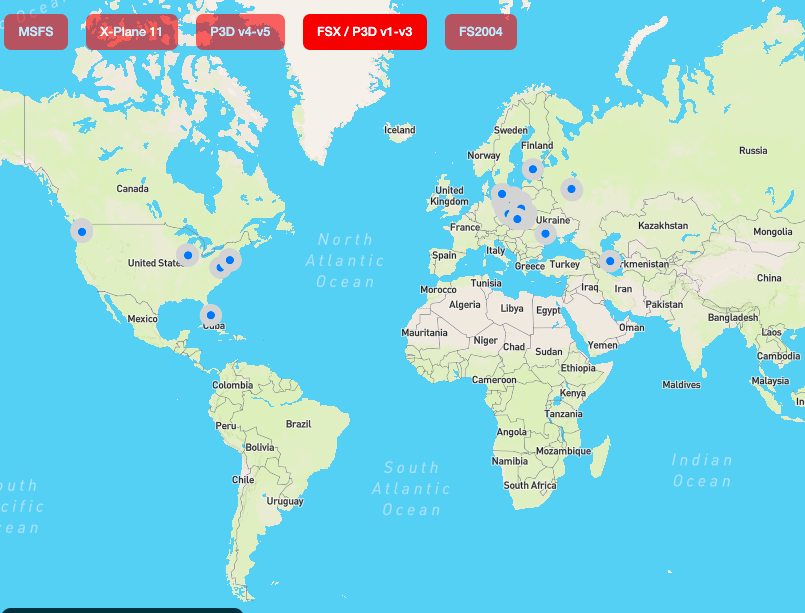 MSFS
X-Plane 11
P3D v4-v5
FSX / P3D v1-v3
FS2004
Ocean
Iceland
Sweden
Finland
Russia
Norway
Canada
United
Kingdom
Ukraine
Kazakhstan
France
Mongolia
North
Atlantic
Ocean
United States
Spain
Italy
Greece
Turkey
rkmenistan
China
Tunisia
Morocco
Iraq
Iran
Algeria
Libya
Egypt
Pakistan
Bangladesh
Mexico
Cuba
Mauritania
Niger
Chad
Sudan
Yemen
Oman
Laos
Cambodia
Ethiopia
Colombia
Cameroon
Kenya
Maldives
Malaysia
In
Peru
Brazil
Tanzania
Angola
Bolivia
Mozambique
Namibia
South
Atlantic
Ocean
Indian
Ocean
Chile
South Africa
Uruguay
outh
cific
ean